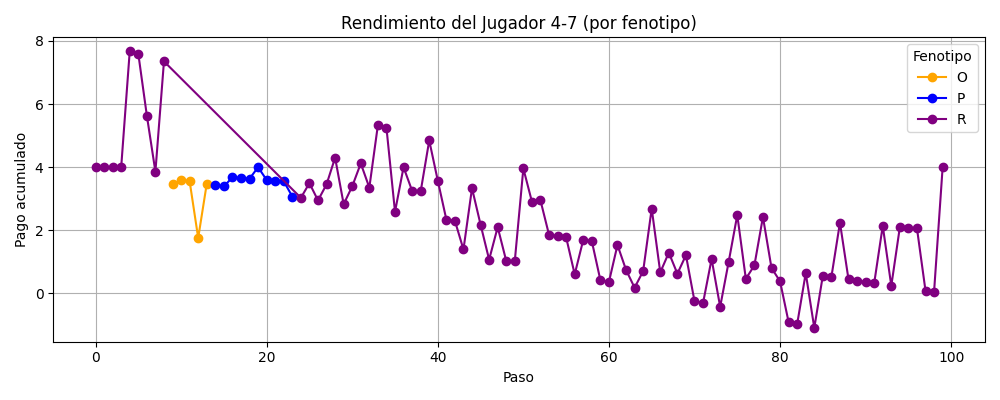 Rendimiento del Jugador 4-7 (por fenotipo)
Pago acumulado
8
6
4
2
0
Fenotipo
O
P
R
0 20 40 60 80 100
Paso